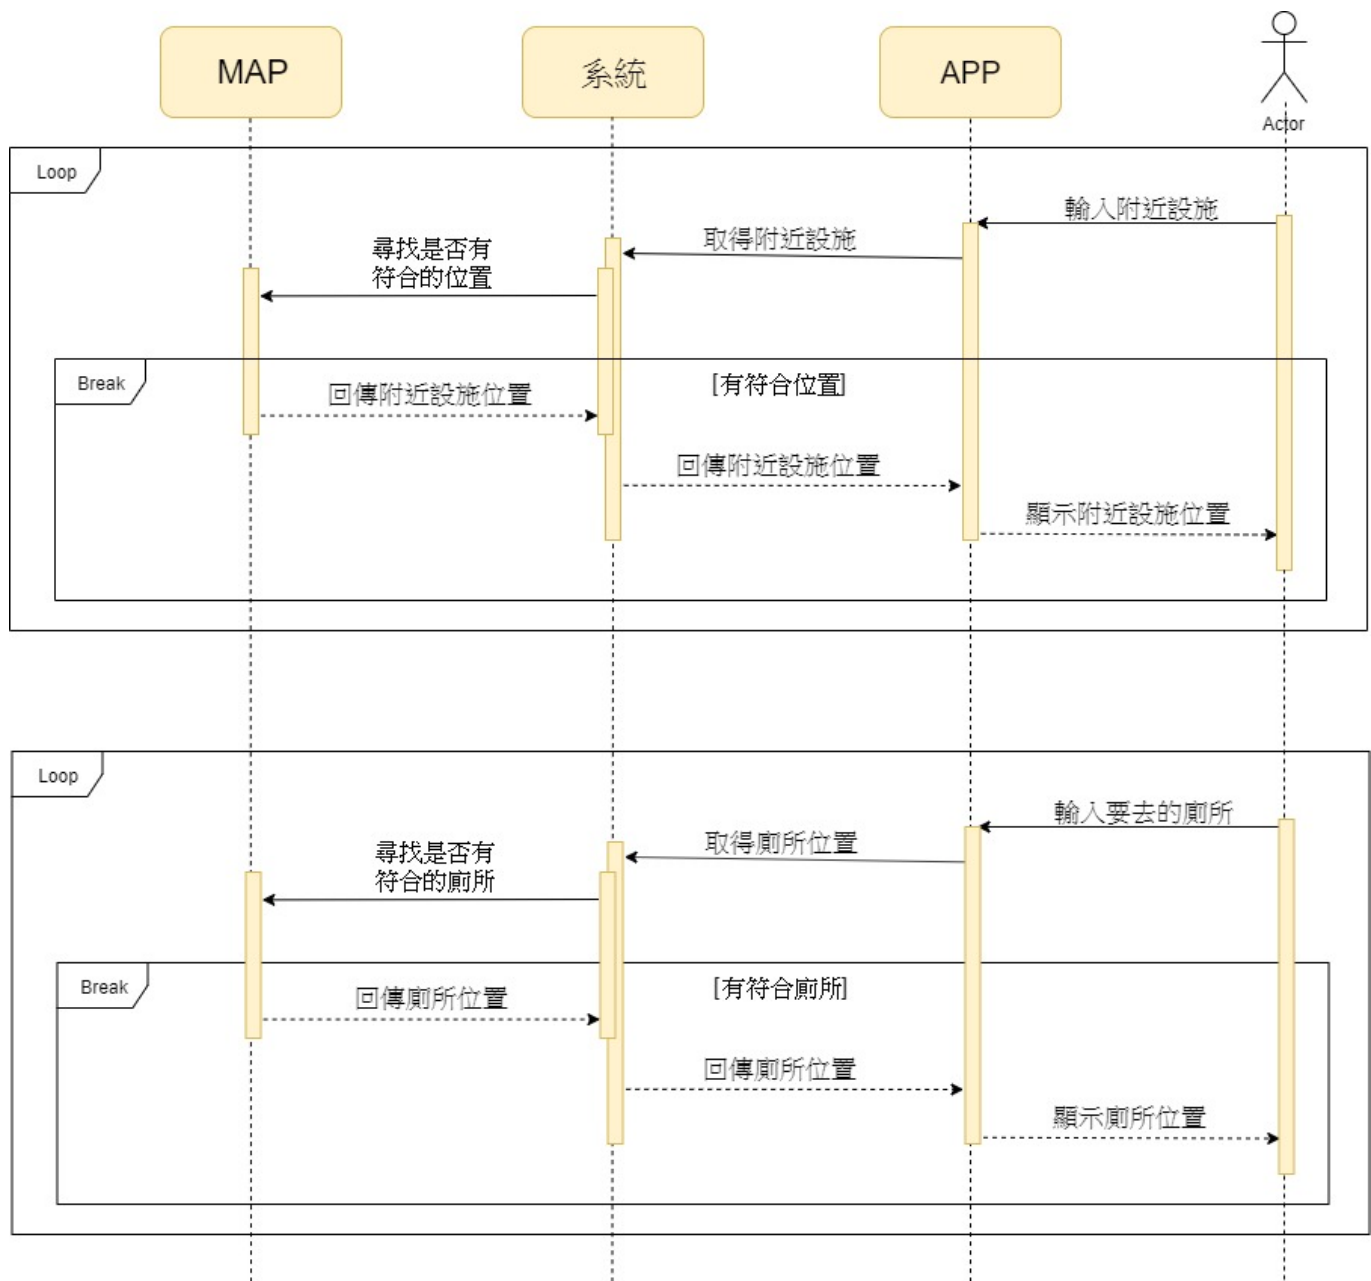 MAP
系統
APP
Actor
Loop
輸入附近設施
取得附近設施
尋找是否有
符合的位置
Break
[有符合位置]
回傳附近設施位置
回傳附近設施位置
顯示附近設施位置
Loop
輸入要去的廁所
取得廁所位置
尋找是否有
符合的廁所
Break
[有符合廁所]
回傳廁所位置
回傳廁所位置
顯示廁所位置